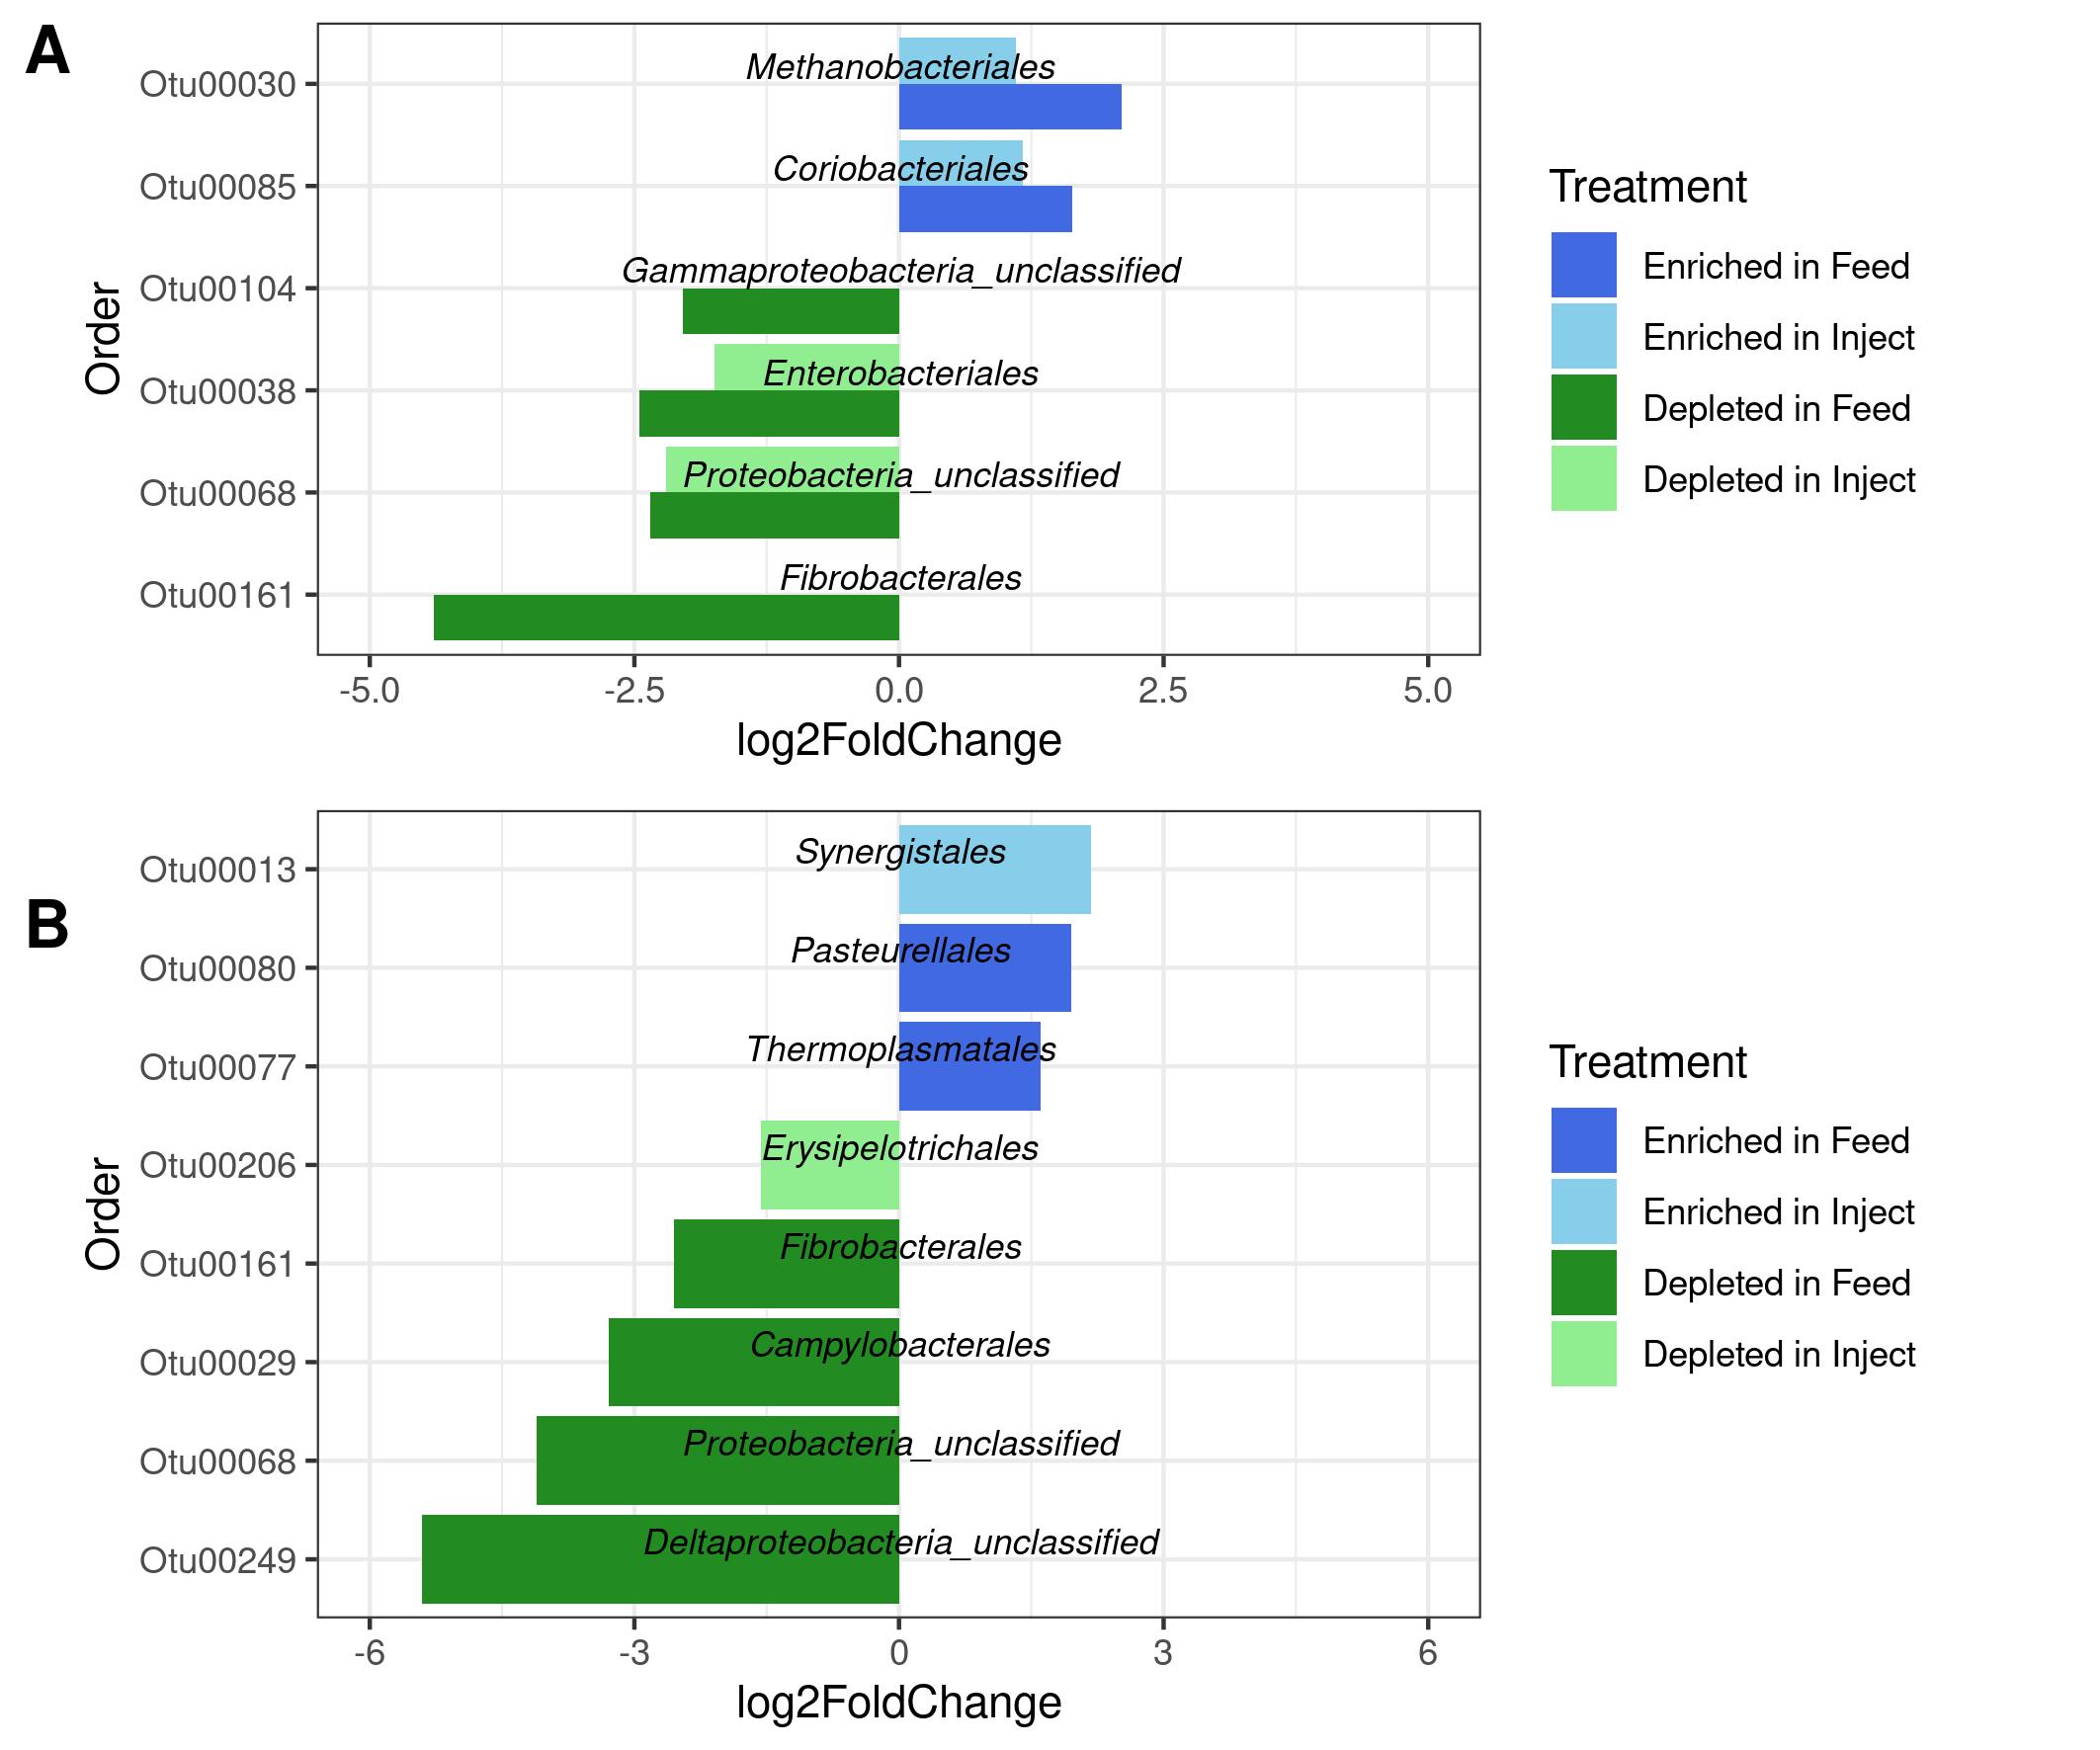 A
Order
Otu00030
Methanobacteriales
Otu00085
Coriobacteriales
Otu00104
Gammaproteobacteria_unclassified
Otu00038
Enterobacteriales
Otu00068
Proteobacteria_unclassified
Otu00161
Fibrobacterales
-5.0
-2.5
0.0
2.5
5.0
log2FoldChange
Treatment
Enriched in Feed
Enriched in Inject
Depleted in Feed
Depleted in Inject
B
Order
Otu00013
Synergistales
Otu00080
Pasteurellales
Otu00077
Thermoplasmatales
Otu00206
Erysipelotrichales
Otu00161
Fibrobacterales
Otu00029
Campylobacterales
Otu00068
Proteobacteria_unclassified
Otu00249
Deltaproteobacteria_unclassified
-6
-3
0
3
6
log2FoldChange
Treatment
Enriched in Feed
Enriched in Inject
Depleted in Feed
Depleted in Inject